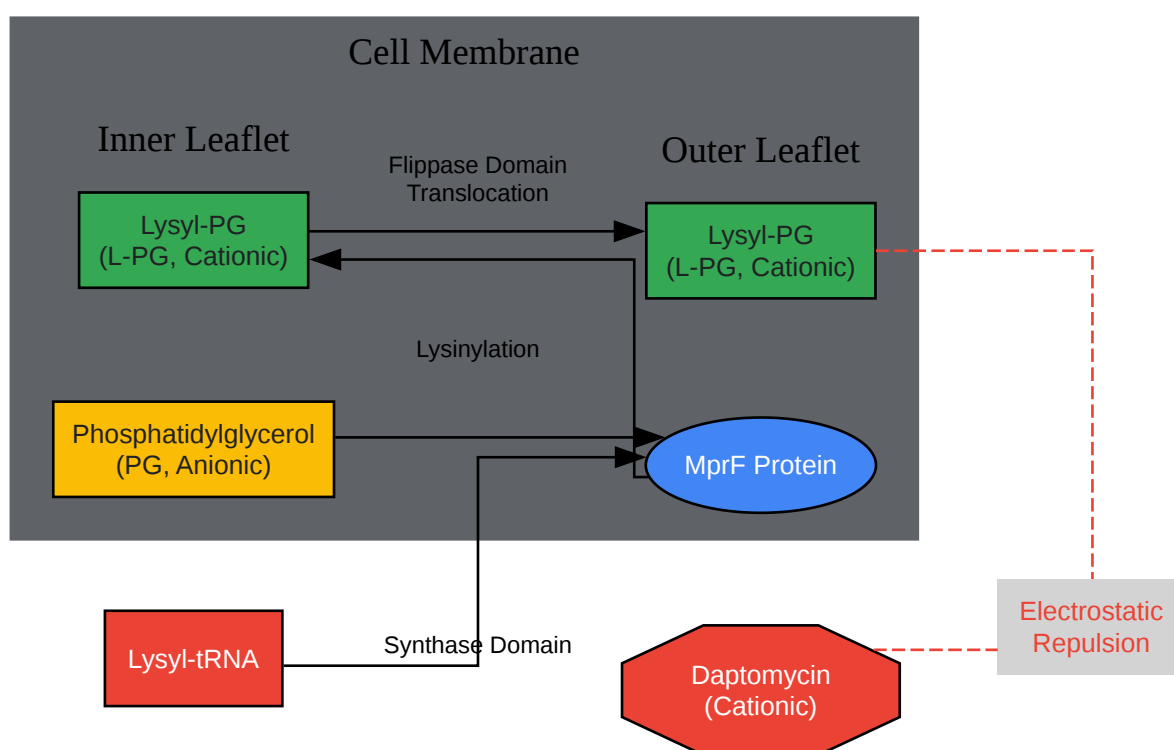 Cell Membrane
Inner Leaflet
Outer Leaflet
Flippase Domain
Translocation
Lysyl-PG
(L-PG, Cationic)
Lysyl-PG
(L-PG, Cationic)
Lysinylation
Phosphatidylglycerol
(PG, Anionic)
MprF Protein
Lysyl-tRNA
Synthase Domain
Daptomycin
(Cationic)
Electrostatic
Repulsion